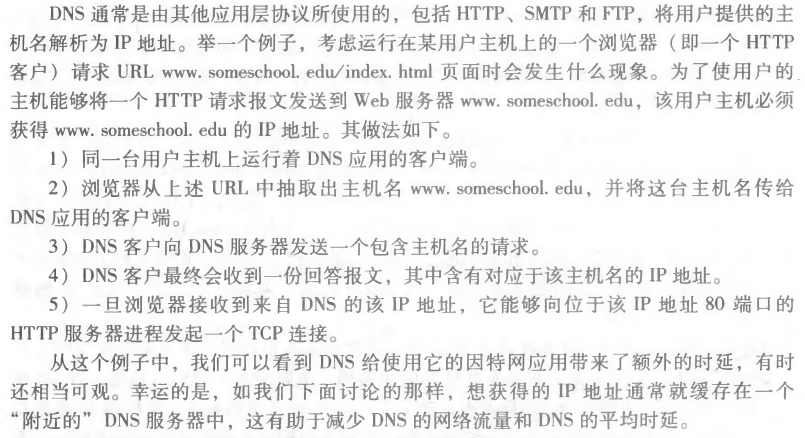 DNS 通常是由其他应用层协议所使用的，包括 HTTP、SMTP 和 FTP，将用户提供的主
机名解析为 IP 地址。举一个例子，考虑运行在某用户主机上的一个浏览器（即一个 HTTP
客户）请求 URL www. someschool. edu/index. html 页面时会发生什么现象。为了使用户的
主机能够将一个 HTTP 请求报文发送到 Web 服务器 www. someschool. edu，该用户主机必须
获得 www. someschool. edu 的 IP 地址。其做法如下。
1）同一台用户主机上运行着 DNS 应用的客户端。
2）浏览器从上述 URL 中抽取出主机名 www. someschool. edu，并将这台主机名传给
DNS 应用的客户端。
3）DNS 客户向 DNS 服务器发送一个包含主机名的请求。
4）DNS 客户最终会收到一份回答报文，其中含有对应于该主机名的 IP 地址。
5）一旦浏览器接收到来自 DNS 的该 IP 地址，它能够向位于该 IP 地址 80 端口的
HTTP 服务器进程发起一个 TCP 连接。
从这个例子中，我们可以看到 DNS 给使用它的因特网应用带来了额外的时延，有时
还相当可观。幸运的是，如我们下面讨论的那样，想获得的 IP 地址通常就缓存在一个
“附近的” DNS 服务器中，这有助于减少 DNS 的网络流量和 DNS 的平均时延。